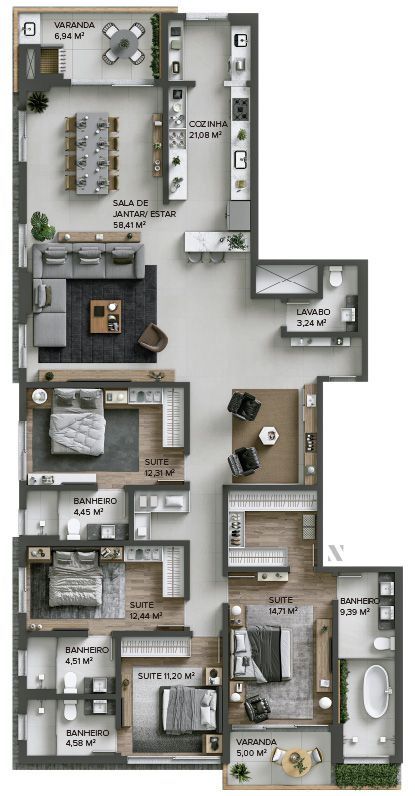 BANHEIRO
4,58 M²
BANHEIRO
4,51 M²
SUITE
12,44 M²
BANHEIRO
4,45 M²
SUITE
12,31 M²
SALA DE
JANTAR/ ESTAR
58,41 M²
VARANDA
6,94 M²
SUITE 11,20 M²
COZINHA
21,08 M²
VARANDA
5,00 M²
SUITE
14,71 M²
LAVABO
3,24 M²
BANHEIRO
9,39 M²